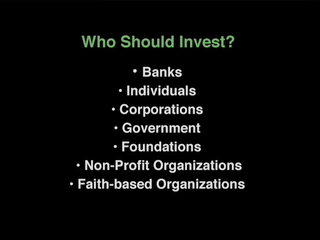 Who Should Invest?
• Banks
• Individuals
• Corporations
• Government
• Foundations
• Non-Profit Organizations
• Faith-based Organizations